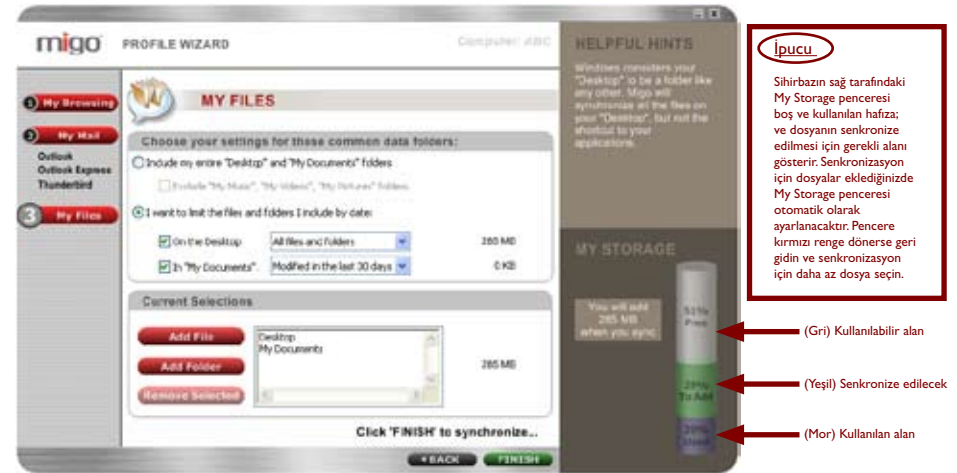 migo PROFILE WIZARD Computer: ABC
1 My Browsing
2 My Mail
Outlook
Outlook Express
Thunderbird
3 My Files
MY FILES
Choose your settings for these common data folders:
Include my entire "Desktop" and "My Documents" folders
Exclude "My Music", "My Videos", "My Pictures" folders
I want to limit the files and folders I include by date:
On the Desktop All files and folders 285 MB
In "My Documents". Modified in the last 30 days 0 KB
Current Selections
Add File
Add Folder
Remove Selected
Desktop
My Documents
285 MB
Click 'FINISH' to synchronize...
BACK FINISH
HELPFUL HINTS
Windows considers your
"Desktop" to be a folder like
any other. Migo will
synchronize all the files on
your "Desktop", but not the
shortcut to your
applications.
MY STORAGE
You will add
285 MB
when you sync
51%
Free
29%
To Add
20%
Used
İpucu
Sihirbazın sağ tarafındaki
My Storage penceresi
boş ve kullanılan hafıza;
ve dosyanın senkronize
edilmesi için gerekli alanı
gösterir. Senkronizasyon
için dosyalar eklediğinizde
My Storage penceresi
otomatik olarak
ayarlanacaktır. Pencere
kırmızı renge dönerse geri
gidin ve senkronizasyon
için daha az dosya seçin.
(Gri) Kullanılabilir alan
(Yeşil) Senkronize edilecek
(Mor) Kullanılan alan